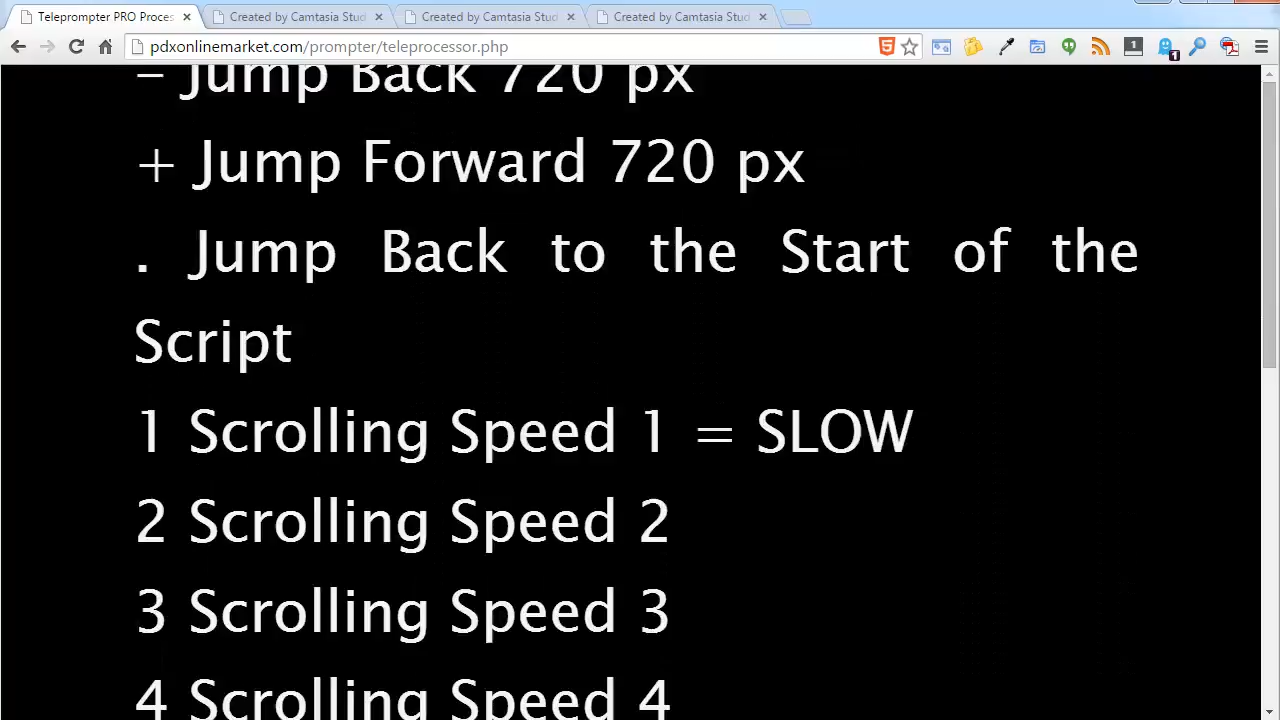 Teleprompter PRO Proces
Created by Camtasia Stud
Created by Camtasia Stud
Created by Camtasia Stud
pdxonlinemarket.com/prompter/teleprocessor.php
1
1
- Jump Back 720 px
+ Jump Forward 720 px
. Jump Back to the Start of the
Script
1 Scrolling Speed 1 = SLOW
2 Scrolling Speed 2
3 Scrolling Speed 3
4 Scrolling Speed 4